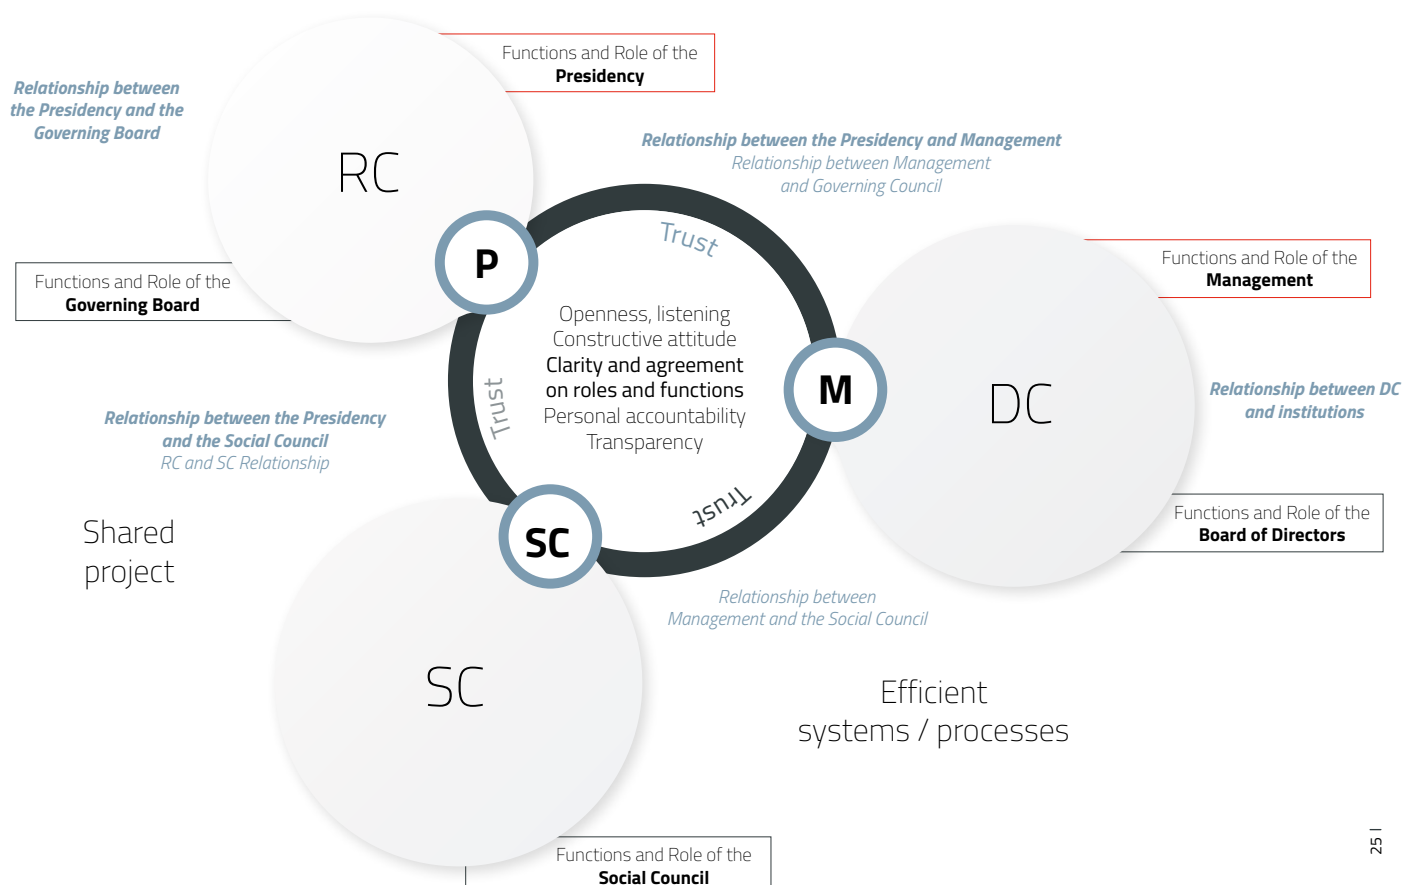 Functions and Role of the
Presidency
Relationship between
the Presidency and the
Governing Board
Relationship between the Presidency and Management
Relationship between Management
and Governing Council
RC
P
Trust
Functions and Role of the
Governing Board
Functions and Role of the
Management
Openness, listening
Constructive attitude
Clarity and agreement
on roles and functions
Personal accountability
Transparency
Trust
M
DC
Relationship between DC
and institutions
Relationship between the Presidency
and the Social Council
RC and SC Relationship
Trust
Functions and Role of the
Board of Directors
Shared
project
SC
Relationship between
Management and the Social Council
SC
Efficient
systems / processes
Functions and Role of the
Social Council
25 |